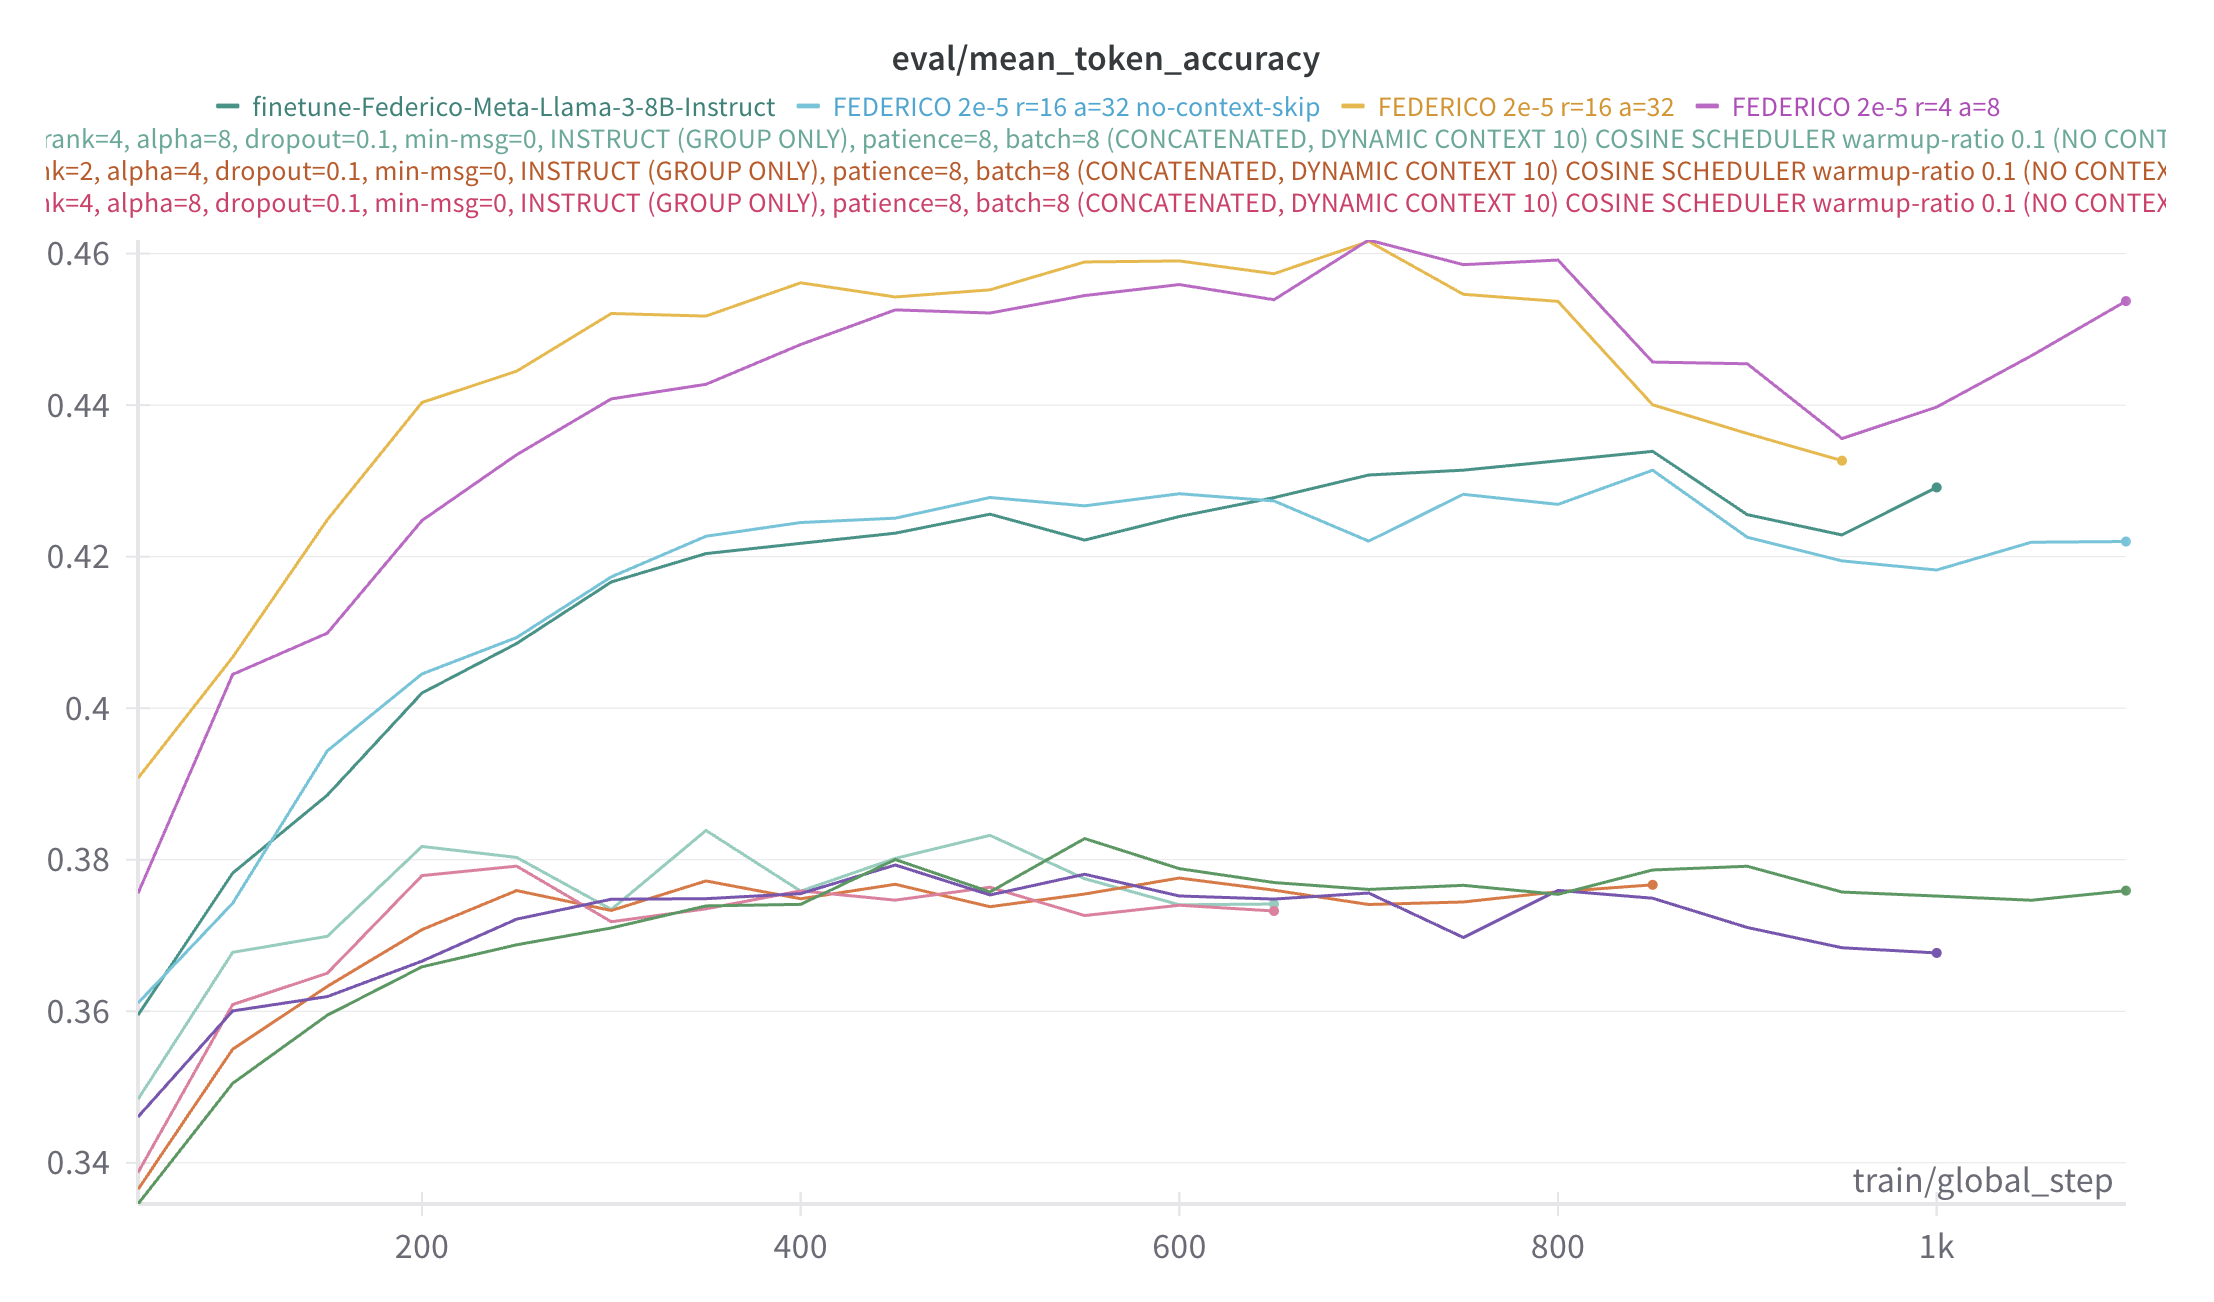 eval/mean_token_accuracy
finetune-Federico-Meta-Llama-3-8B-Instruct FEDERICO 2e-5 r=16 a=32 no-context-skip FEDERICO 2e-5 r=16 a=32 FEDERICO 2e-5 r=4 a=8
rank=4, alpha=8, dropout=0.1, min-msg=0, INSTRUCT (GROUP ONLY), patience=8, batch=8 (CONCATENATED, DYNAMIC CONTEXT 10) COSINE SCHEDULER warmup-ratio 0.1 (NO CONT
nk=2, alpha=4, dropout=0.1, min-msg=0, INSTRUCT (GROUP ONLY), patience=8, batch=8 (CONCATENATED, DYNAMIC CONTEXT 10) COSINE SCHEDULER warmup-ratio 0.1 (NO CONTEX
nk=4, alpha=8, dropout=0.1, min-msg=0, INSTRUCT (GROUP ONLY), patience=8, batch=8 (CONCATENATED, DYNAMIC CONTEXT 10) COSINE SCHEDULER warmup-ratio 0.1 (NO CONTEX
0.46
0.44
0.42
0.4
0.38
0.36
0.34
train/global_step
200 400 600 800 1k